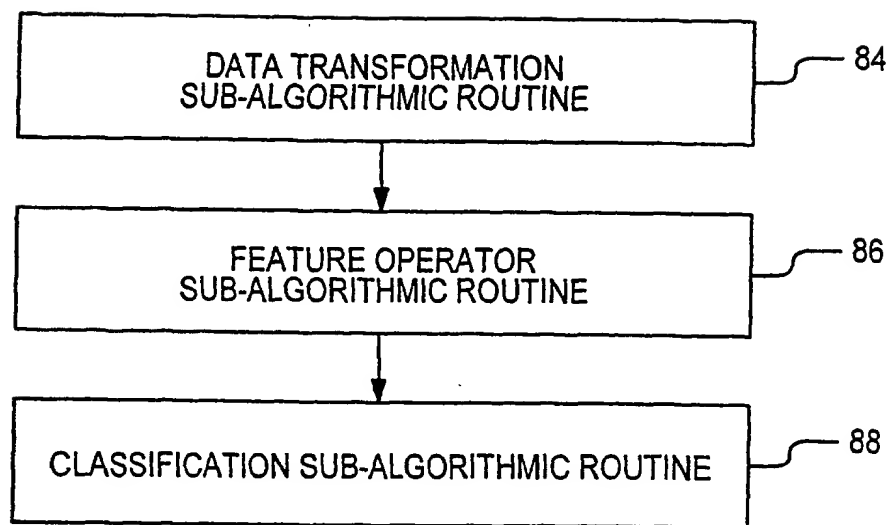 DATA TRANSFORMATION
SUB-ALGORITHMIC ROUTINE
84
FEATURE OPERATOR
SUB-ALGORITHMIC ROUTINE
86
CLASSIFICATION SUB-ALGORITHMIC ROUTINE
88